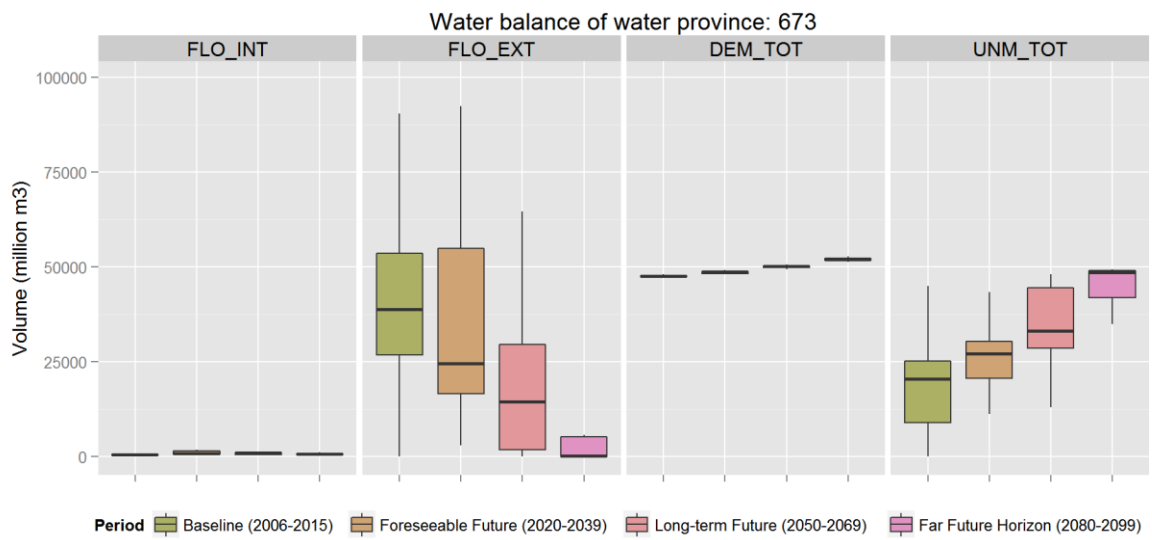 Water balance of water province: 673
FLO_INT FLO_EXT DEM_TOT UNM_TOT
100000
75000
50000
25000
0
Volume (million m3)
Period Baseline (2006-2015) Foreseeable Future (2020-2039) Long-term Future (2050-2069) Far Future Horizon (2080-2099)